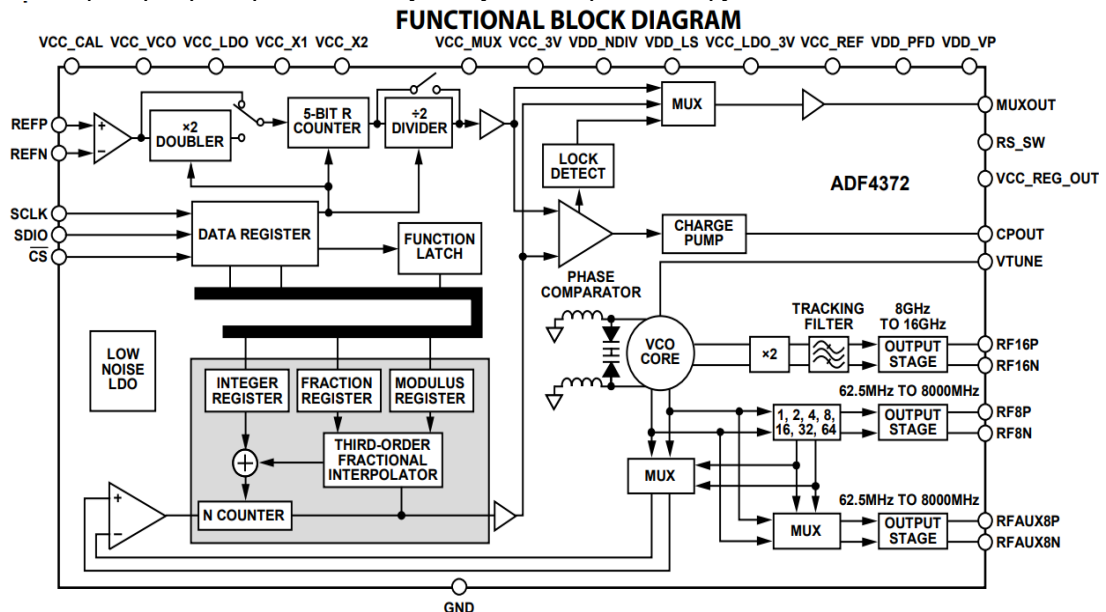 FUNCTIONAL BLOCK DIAGRAM
VCC_CAL VCC_VCO VCC_LDO VCC_X1 VCC_X2 VCC_MUX VCC_3V VDD_NDIV VDD_LS VCC_LDO_3V VCC_REF VDD_PFD VDD_VP
REFP
REFN
+
–
×2
DOUBLER
5-BIT R
COUNTER
÷2
DIVIDER
MUX
MUXOUT
LOCK
DETECT
RS_SW
VCC_REG_OUT
ADF4372
SCLK
SDIO
CS
DATA REGISTER
FUNCTION
LATCH
CHARGE
PUMP
CPOUT
VTUNE
PHASE
COMPARATOR
VCO
CORE
TRACKING
FILTER
8GHz
TO 16GHz
×2
OUTPUT
STAGE
RF16P
RF16N
LOW
NOISE
LDO
INTEGER
REGISTER
FRACTION
REGISTER
MODULUS
REGISTER
62.5MHz TO 8000MHz
1, 2, 4, 8,
16, 32, 64
OUTPUT
STAGE
RF8P
RF8N
THIRD-ORDER
FRACTIONAL
INTERPOLATOR
+
MUX
N COUNTER
+
–
62.5MHz TO 8000MHz
MUX
OUTPUT
STAGE
RFAUX8P
RFAUX8N
GND